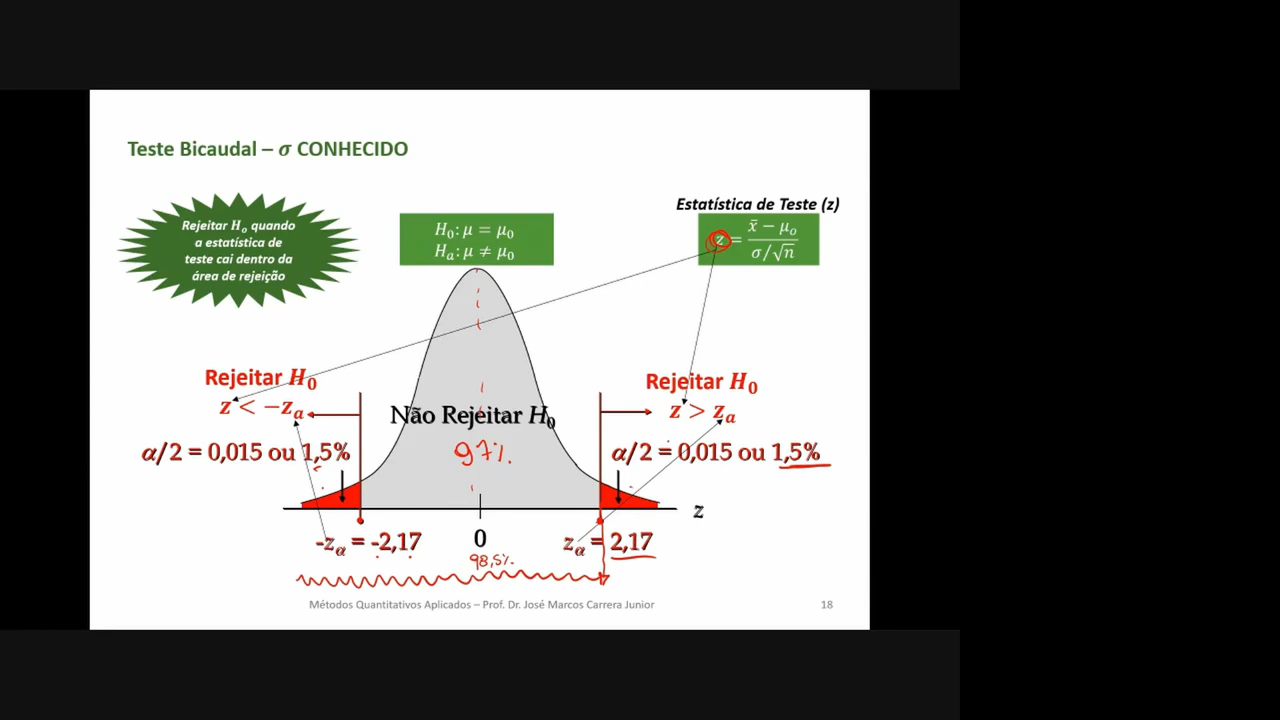 Teste Bicaudal – σ CONHECIDO
Rejeitar H₀ quando
a estatística de
teste cai dentro da
área de rejeição
H₀: μ = μ₀
Hₐ: μ ≠ μ₀
Estatística de Teste (z)
z = (x̄ − μₒ) / (σ/√n)
Rejeitar H₀
z < −zₐ
α/2 = 0,015 ou 1,5%
Não Rejeitar H₀
97%.
Rejeitar H₀
z > zₐ
α/2 = 0,015 ou 1,5%
z
-zα = -2,17
0
zα = 2,17
98,5%.
Métodos Quantitativos Aplicados – Prof. Dr. José Marcos Carrera Junior
18